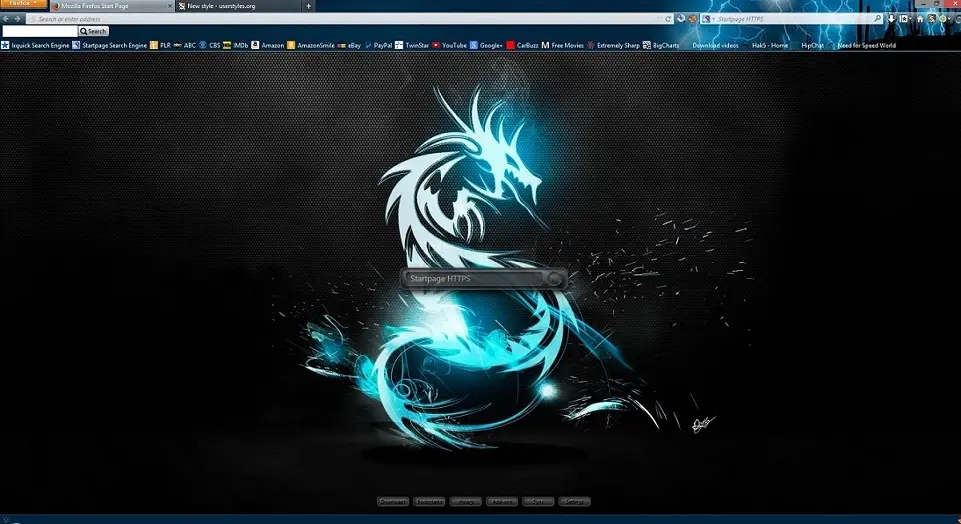 Firefox
Mozilla Firefox Start Page
New style - userstyles.org
Search or enter address
Startpage HTTPS
Search
Ixquick Search Engine Startpage Search Engine PLR ABC CBS IMDb Amazon AmazonSmile eBay PayPal TwinStar YouTube Google+ CarBuzz Free Movies Extremely Sharp BigCharts Download videos Hak5 - Home HipChat Need for Speed World
Startpage HTTPS
Downloads Bookmarks History Add-ons Sync Settings